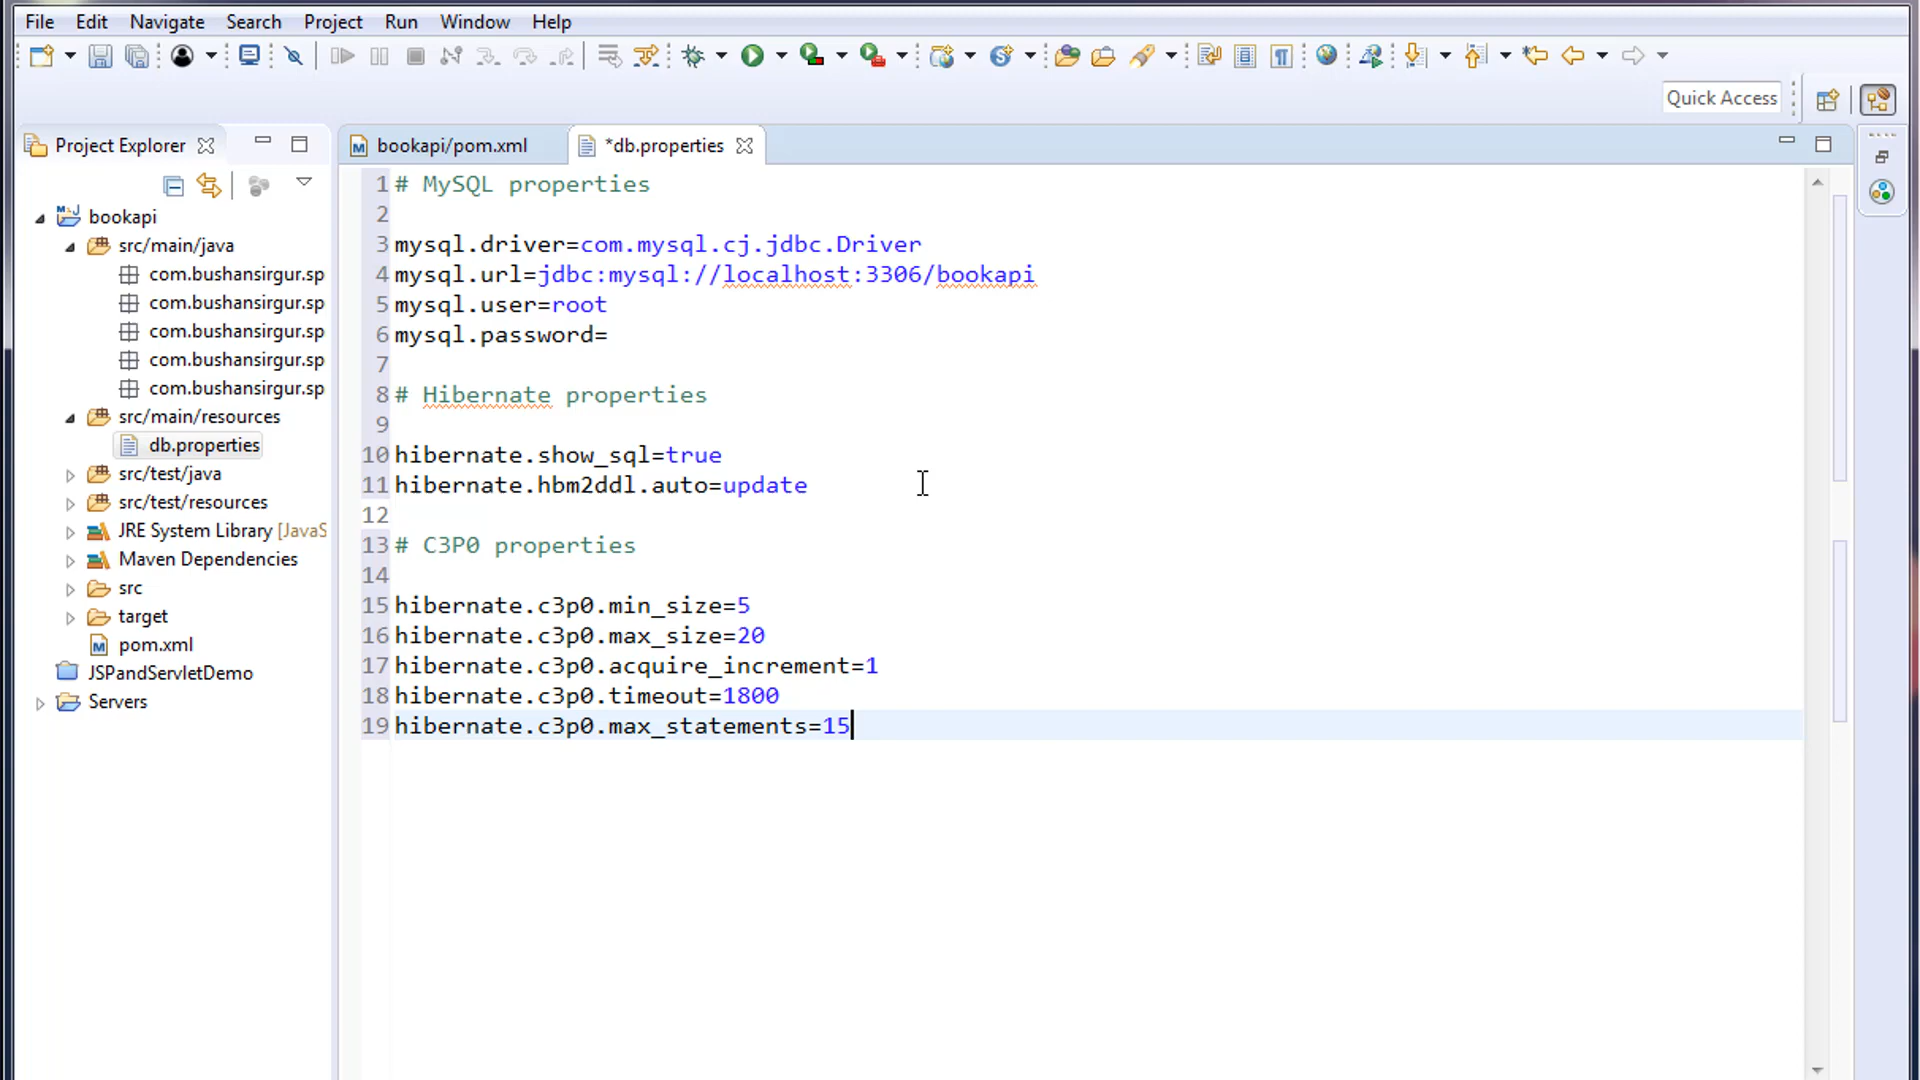 File Edit Navigate Search Project Run Window Help
Quick Access
Project Explorer
bookapi
src/main/java
com.bushansirgur.sp
com.bushansirgur.sp
com.bushansirgur.sp
com.bushansirgur.sp
com.bushansirgur.sp
src/main/resources
db.properties
src/test/java
src/test/resources
JRE System Library [JavaS
Maven Dependencies
src
target
pom.xml
JSPandServletDemo
Servers
bookapi/pom.xml *db.properties
1 # MySQL properties
2
3 mysql.driver=com.mysql.cj.jdbc.Driver
4 mysql.url=jdbc:mysql://localhost:3306/bookapi
5 mysql.user=root
6 mysql.password=
7
8 # Hibernate properties
9
10 hibernate.show_sql=true
11 hibernate.hbm2ddl.auto=update
12
13 # C3P0 properties
14
15 hibernate.c3p0.min_size=5
16 hibernate.c3p0.max_size=20
17 hibernate.c3p0.acquire_increment=1
18 hibernate.c3p0.timeout=1800
19 hibernate.c3p0.max_statements=15